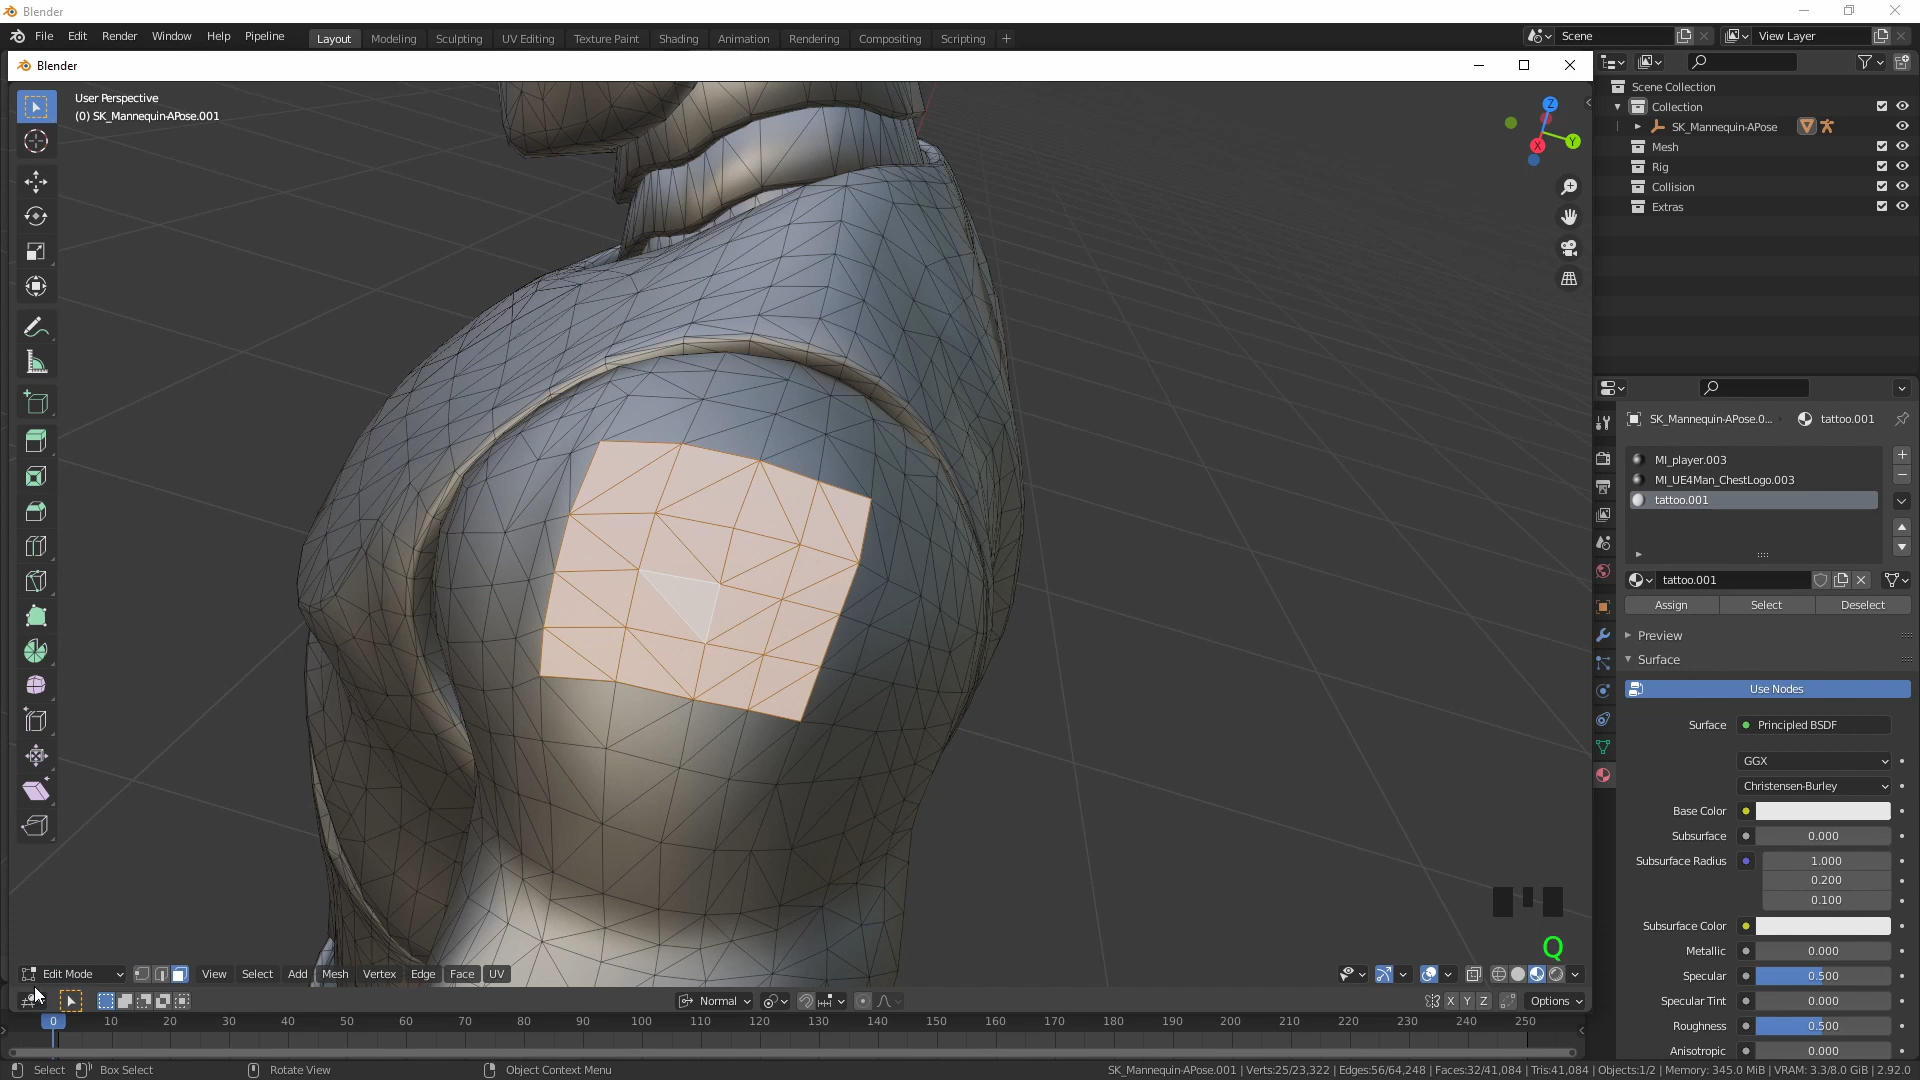 Blender
File Edit Render Window Help Pipeline Layout Modeling Sculpting UV Editing Texture Paint Shading Animation Rendering Compositing Scripting + Scene View Layer
Blender
User Perspective
(0) SK_Mannequin-APose.001
Z
Y
X
Scene Collection
Collection
SK_Mannequin-APose
Mesh
Rig
Collision
Extras
SK_Mannequin-APose.0... tattoo.001
MI_player.003
MI_UE4Man_ChestLogo.003
tattoo.001
tattoo.001
Assign Select Deselect
Preview
Surface
Use Nodes
Surface Principled BSDF
GGX
Christensen-Burley
Base Color
Subsurface 0.000
Subsurface Radius 1.000
0.200
0.100
Subsurface Color
Metallic 0.000
Specular 0.500
Specular Tint 0.000
Roughness 0.500
Anisotropic 0.000
Q
Edit Mode View Select Add Mesh Vertex Edge Face UV
Normal X Y Z Options
0 10 20 30 40 50 60 70 80 90 100 110 120 130 140 150 160 170 180 190 200 210 220 230 240 250
Select Box Select Rotate View Object Context Menu SK_Mannequin-APose.001 | Verts:25/23,322 | Edges:56/64,248 | Faces:32/41,084 | Tris:41,084 | Objects:1/2 | Memory: 345.0 MiB | VRAM: 3.3/8.0 GiB | 2.92.0